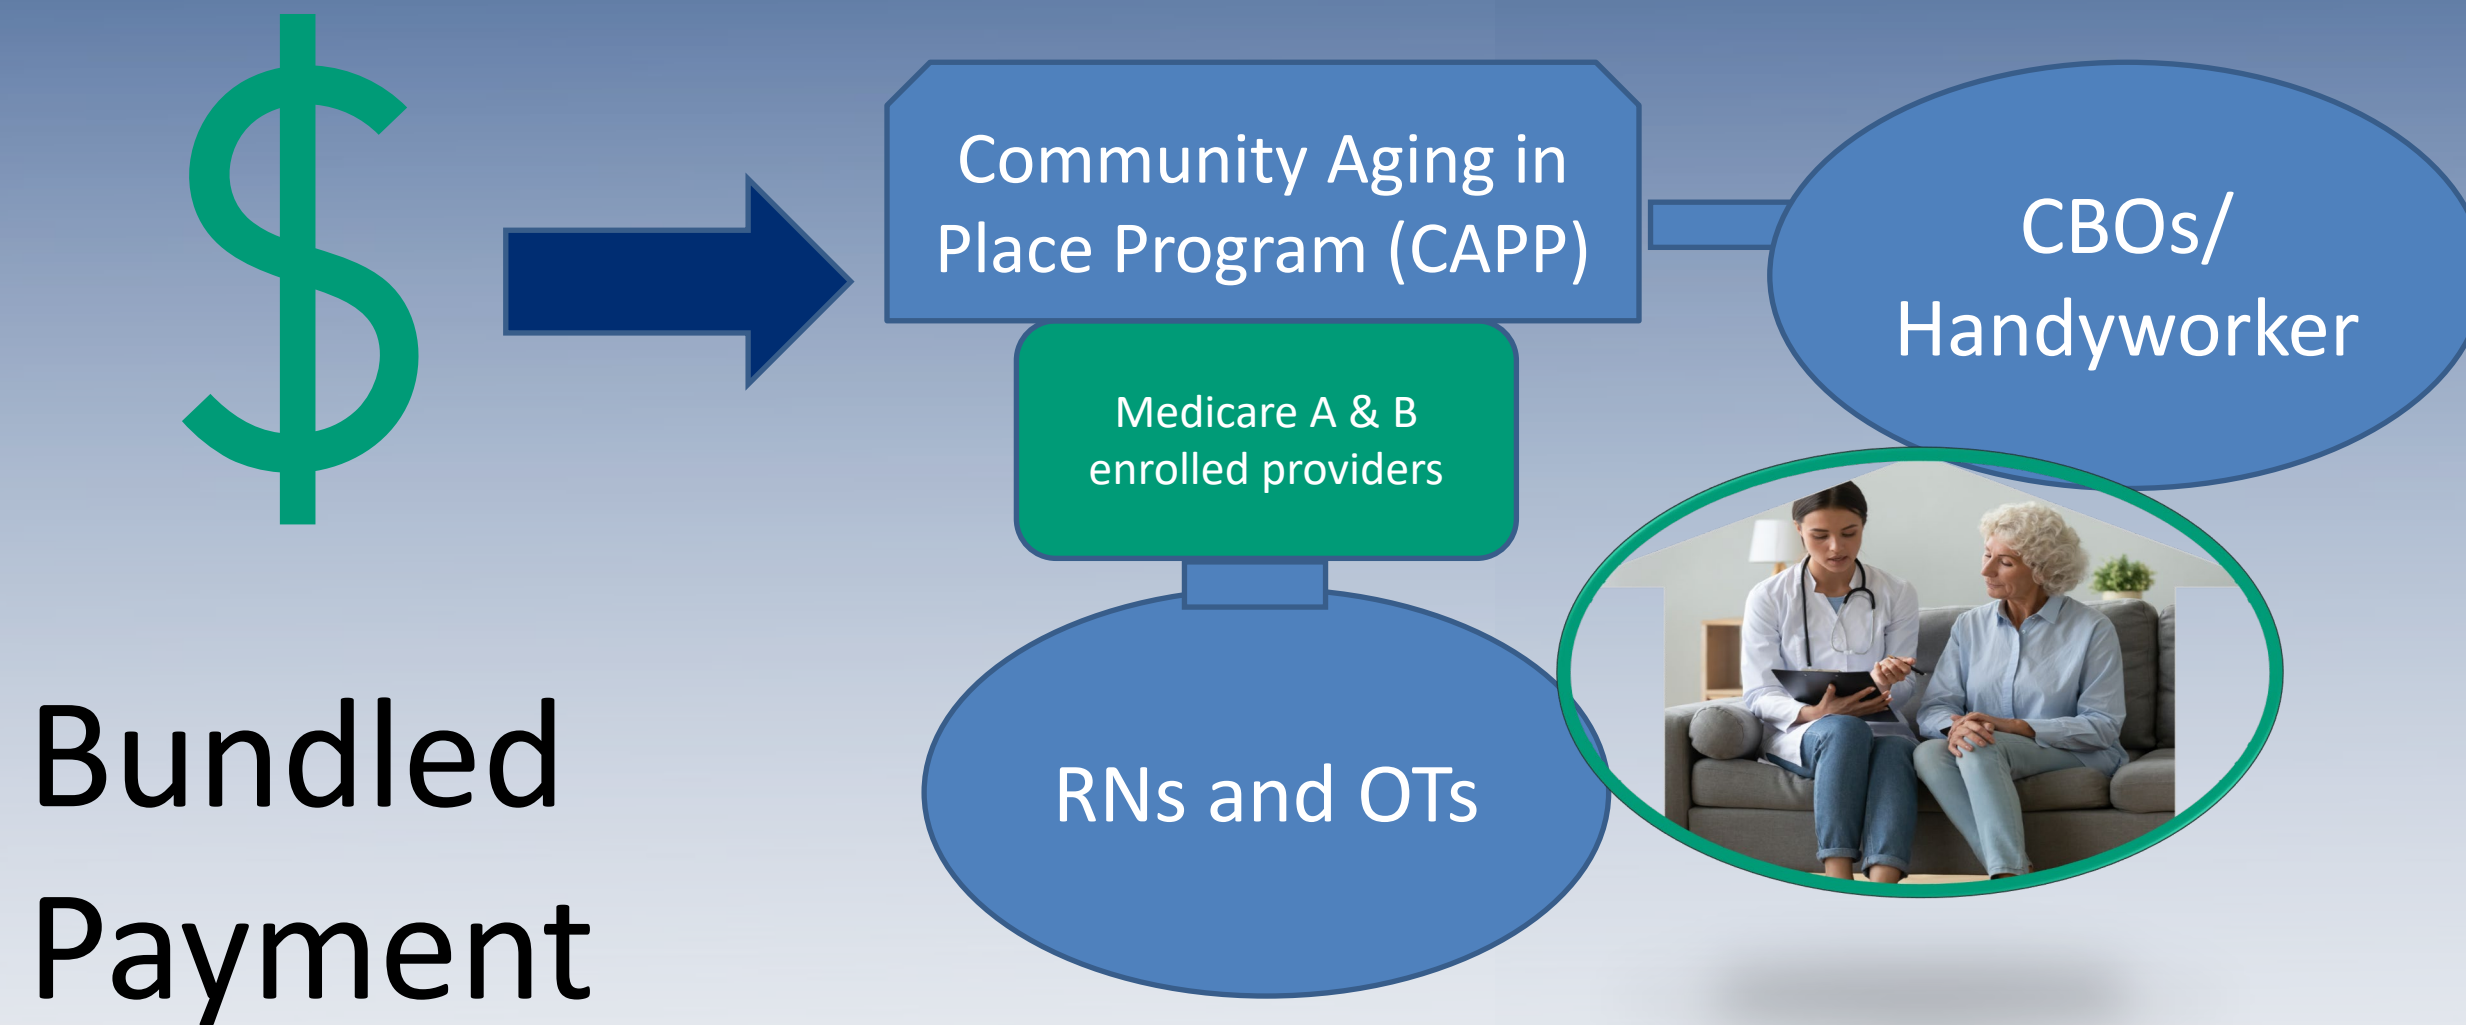 Community Aging in
Place Program (CAPP)
CBOs/
Handyworker
Medicare A & B
enrolled providers
RNs and OTs
Bundled
Payment